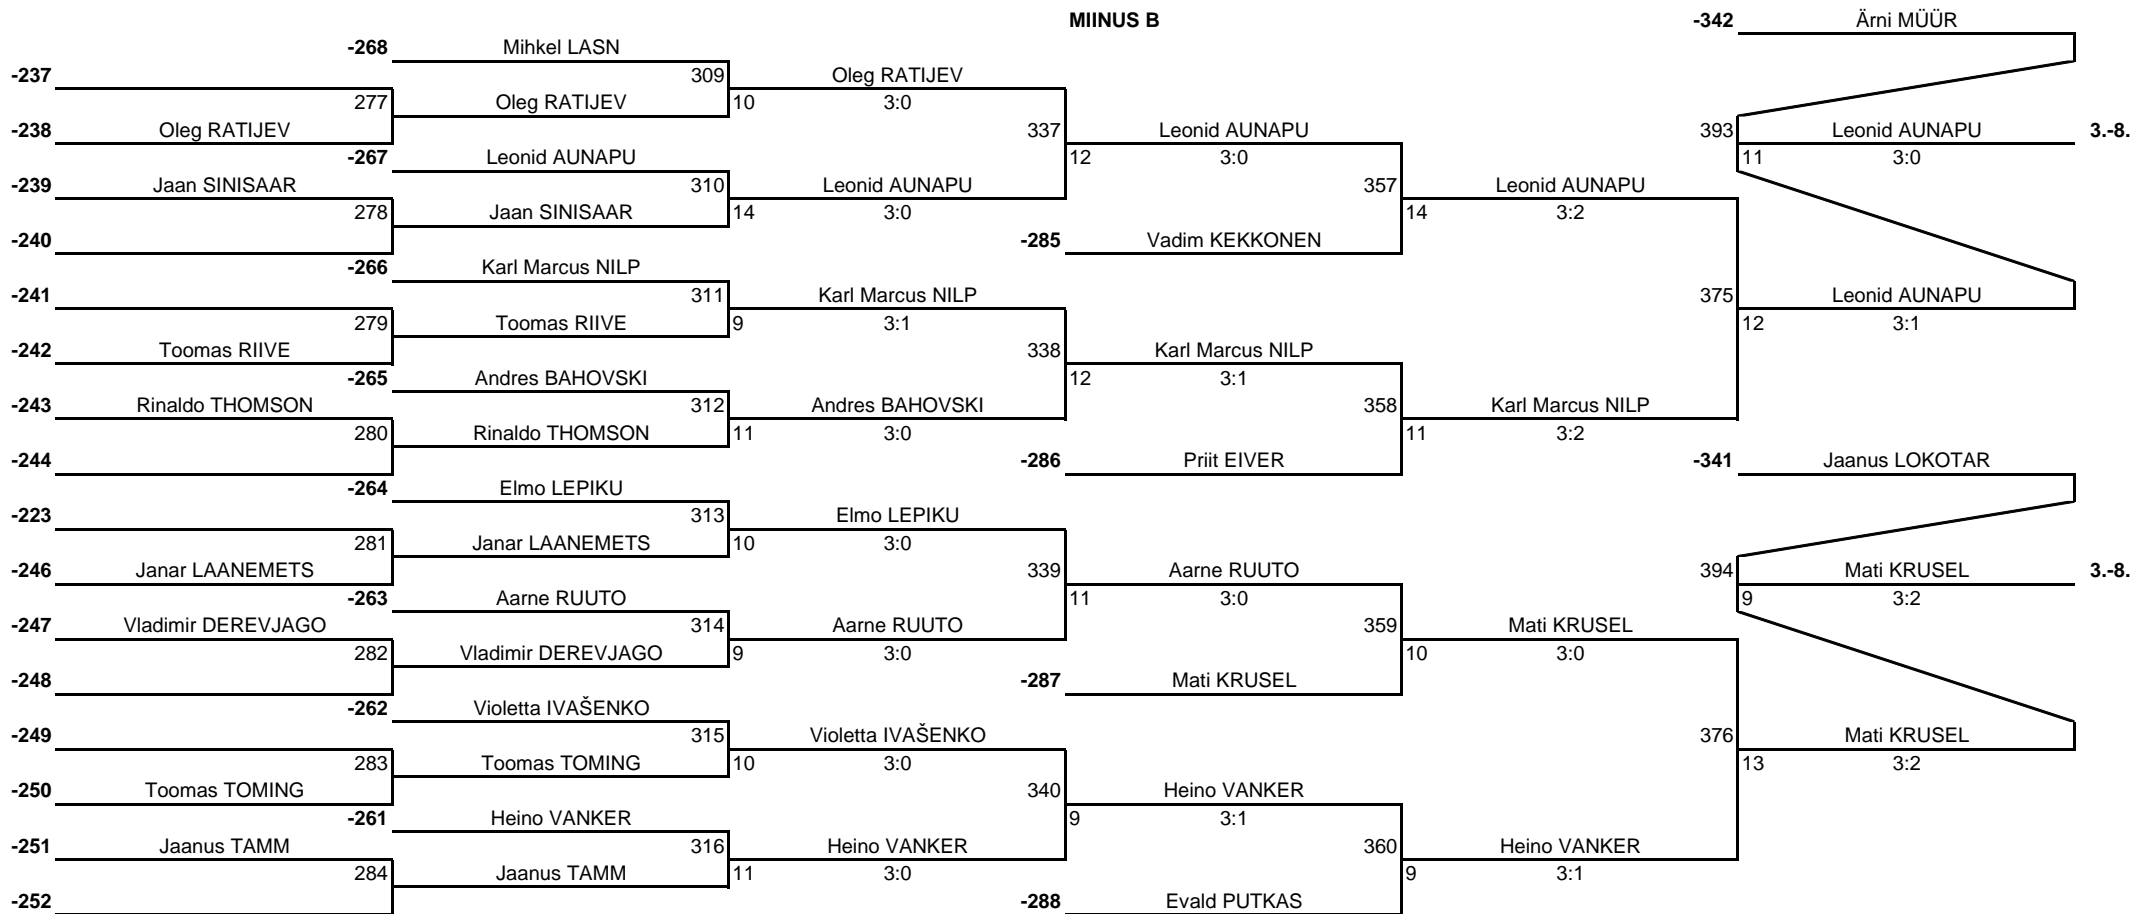 MIINUS B -342 Ärni MÜÜR
-268 Mihkel LASN
-237 309 Oleg RATIJEV
277 Oleg RATIJEV 10 3:0
-238 Oleg RATIJEV 337 Leonid AUNAPU 393 Leonid AUNAPU 3.-8.
-267 Leonid AUNAPU 12 3:0 11 3:0
-239 Jaan SINISAAR 310 Leonid AUNAPU 357 Leonid AUNAPU
278 Jaan SINISAAR 14 3:0 14 3:2
-240 -285 Vadim KEKKONEN
-266 Karl Marcus NILP
-241 311 Karl Marcus NILP 375 Leonid AUNAPU
279 Toomas RIIVE 9 3:1 12 3:1
-242 Toomas RIIVE 338 Karl Marcus NILP
-265 Andres BAHOVSKI 12 3:1
-243 Rinaldo THOMSON 312 Andres BAHOVSKI 358 Karl Marcus NILP
280 Rinaldo THOMSON 11 3:0 11 3:2
-244 -286 Priit EIVER -341 Jaanus LOKOTAR
-264 Elmo LEPIKU
-223 313 Elmo LEPIKU
281 Janar LAANEMETS 10 3:0
-246 Janar LAANEMETS 339 Aarne RUUTO 394 Mati KRUSEL 3.-8.
-263 Aarne RUUTO 11 3:0 9 3:2
-247 Vladimir DEREVJAGO 314 Aarne RUUTO 359 Mati KRUSEL
282 Vladimir DEREVJAGO 9 3:0 10 3:0
-248 -287 Mati KRUSEL
-262 Violetta IVAŠENKO
-249 315 Violetta IVAŠENKO 376 Mati KRUSEL
283 Toomas TOMING 10 3:0 13 3:2
-250 Toomas TOMING 340 Heino VANKER
-261 Heino VANKER 9 3:1
-251 Jaanus TAMM 316 Heino VANKER 360 Heino VANKER
284 Jaanus TAMM 11 3:0 9 3:1
-252 -288 Evald PUTKAS